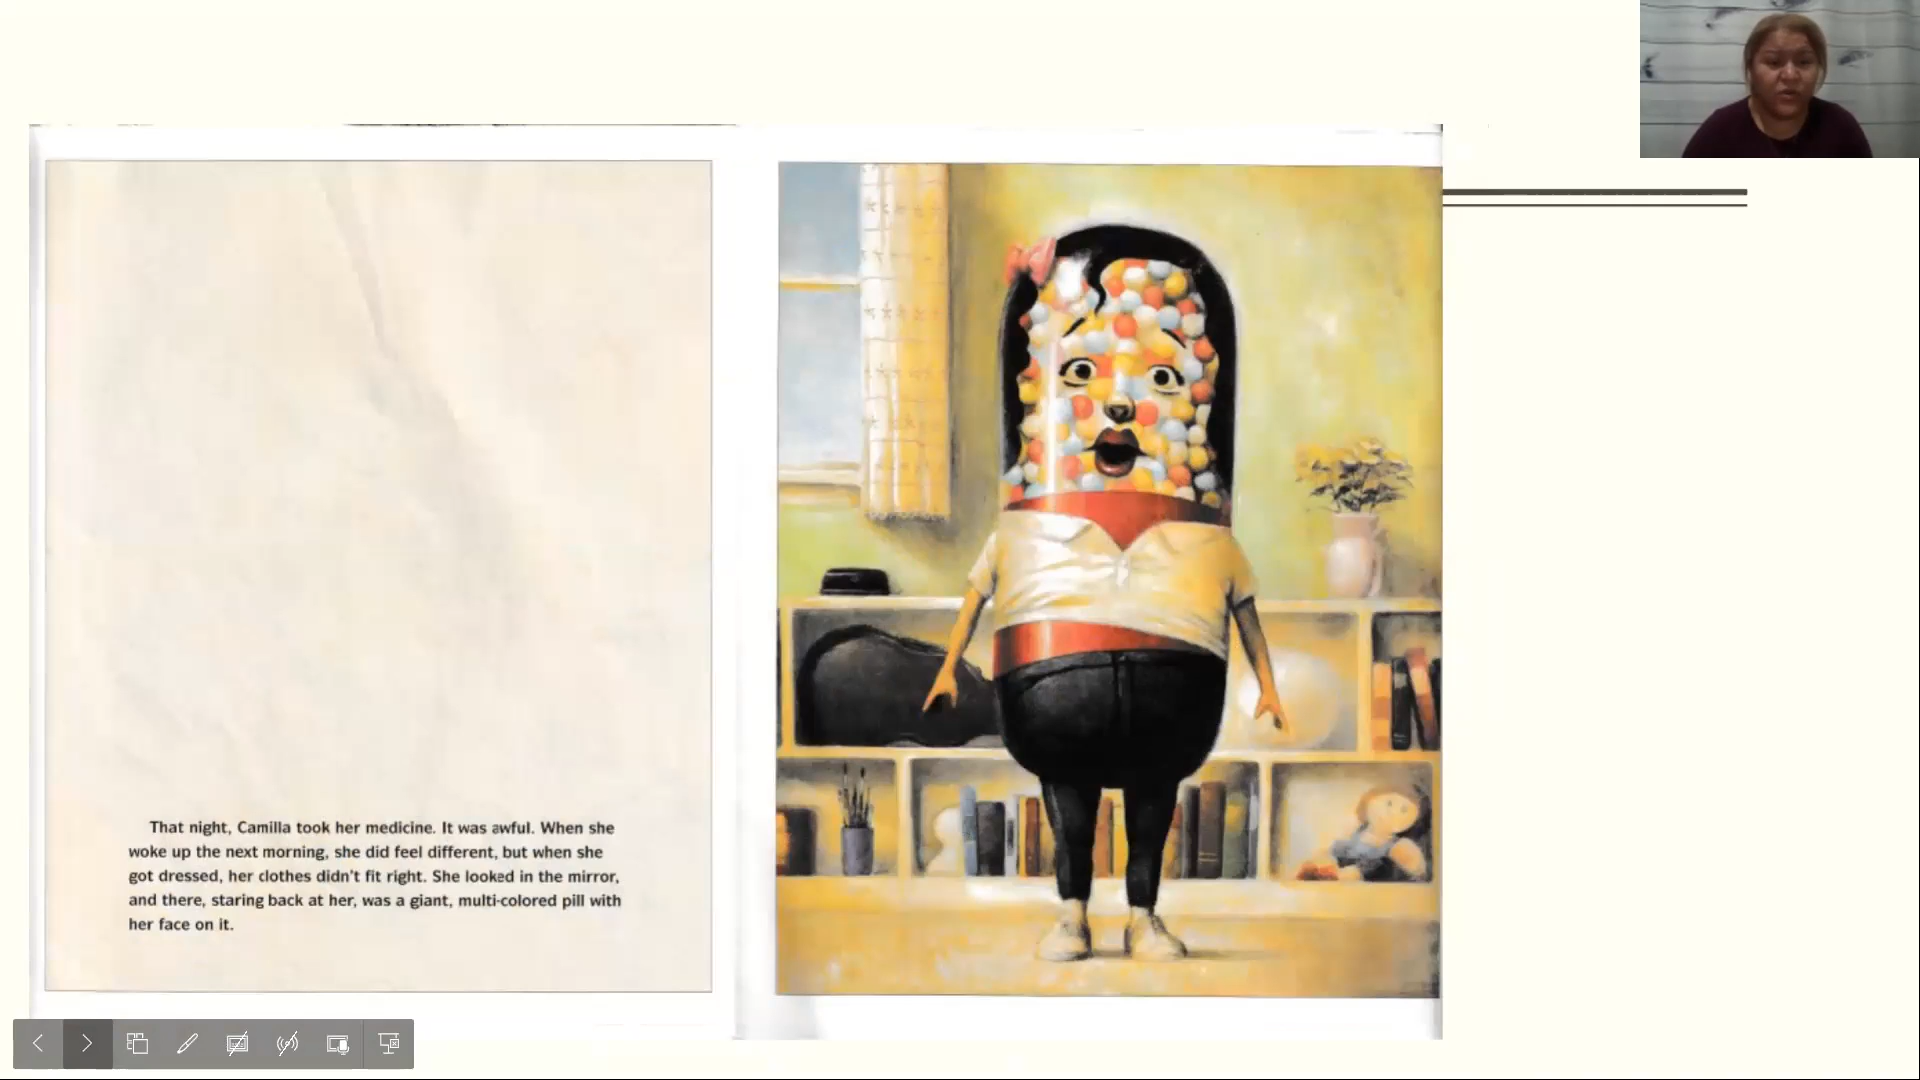 That night, Camilla took her medicine. It was awful. When she
woke up the next morning, she did feel different, but when she
got dressed, her clothes didn't fit right. She looked in the mirror,
and there, staring back at her, was a giant, multi-colored pill with
her face on it.